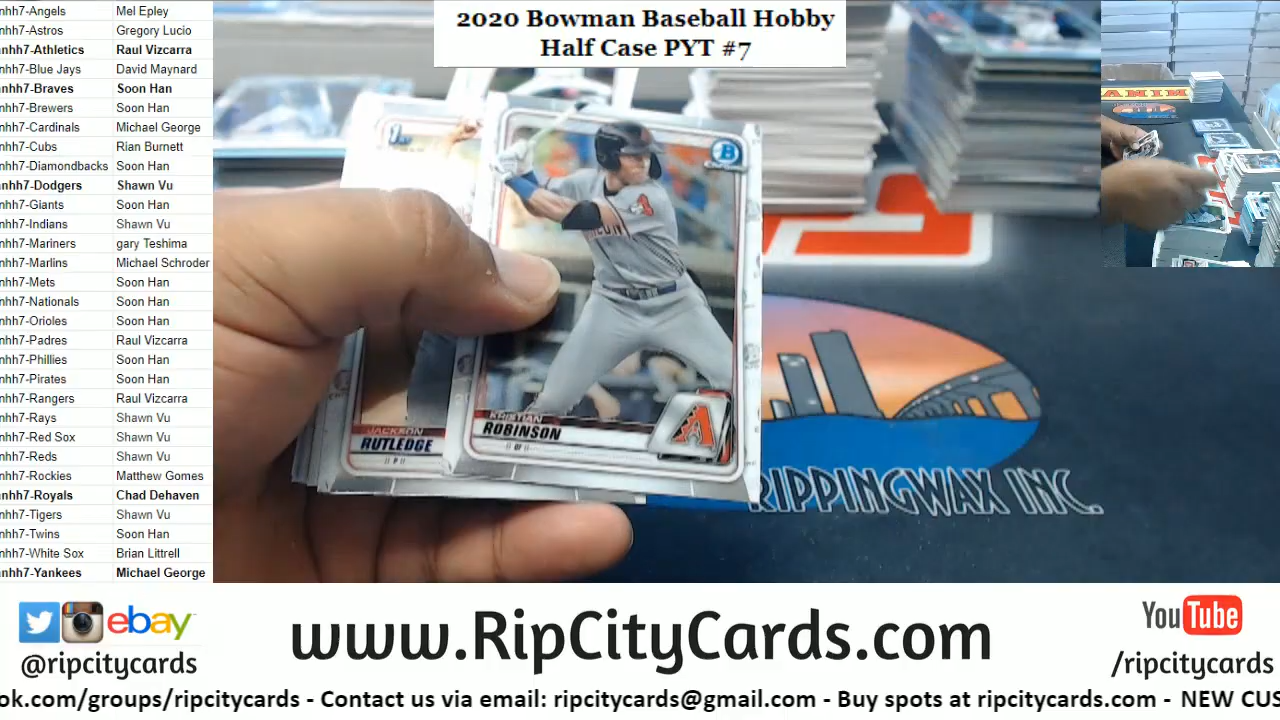 2020 Bowman Baseball Hobby
Half Case PYT #7
nhh7-Angels Mel Epley
nhh7-Astros Gregory Lucio
nhh7-Athletics Raul Vizcarra
nhh7-Blue Jays David Maynard
nhh7-Braves Soon Han
nhh7-Brewers Soon Han
nhh7-Cardinals Michael George
nhh7-Cubs Rian Burnett
nhh7-Diamondbacks Soon Han
nhh7-Dodgers Shawn Vu
nhh7-Giants Soon Han
nhh7-Indians Shawn Vu
nhh7-Mariners gary Teshima
nhh7-Marlins Michael Schroder
nhh7-Mets Soon Han
nhh7-Nationals Soon Han
nhh7-Orioles Soon Han
nhh7-Padres Raul Vizcarra
nhh7-Phillies Soon Han
nhh7-Pirates Soon Han
nhh7-Rangers Raul Vizcarra
nhh7-Rays Shawn Vu
nhh7-Red Sox Shawn Vu
nhh7-Reds Shawn Vu
nhh7-Rockies Matthew Gomes
nhh7-Royals Chad Dehaven
nhh7-Tigers Shawn Vu
nhh7-Twins Soon Han
nhh7-White Sox Brian Littrell
nhh7-Yankees Michael George
1st
B
JACKSON
RUTLEDGE
P
KRISTIAN
ROBINSON
OF
A
RIPPINGWAX INC.
PANINI
ebay
@ripcitycards
www.RipCityCards.com
YouTube
/ripcitycards
ok.com/groups/ripcitycards - Contact us via email: ripcitycards@gmail.com - Buy spots at ripcitycards.com - NEW CUS